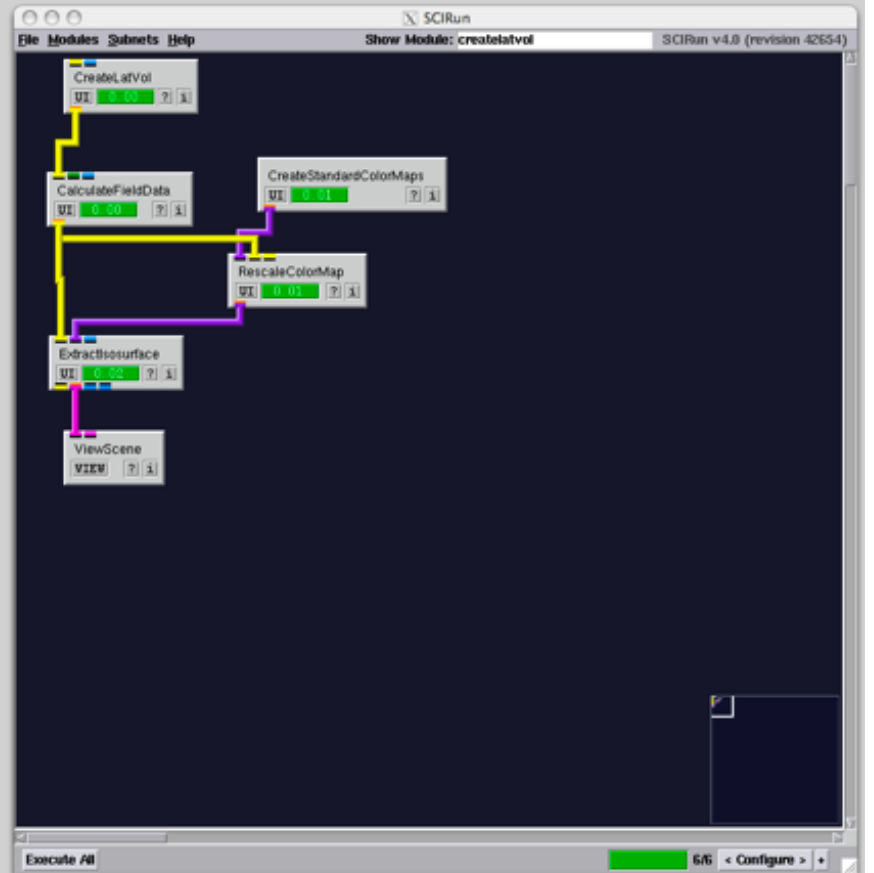 X SCIRun
File Modules Subnets Help Show Module: createlatvol SCIRun v4.0 (revision 42654)
CreateLatVol
UI 0.00 ? i
CreateStandardColorMaps
UI 0.01 ? i
CalculateFieldData
UI 0.00 ? i
RescaleColorMap
UI 0.01 ? i
ExtractIsosurface
UI 0.02 ? i
ViewScene
VIEW ? i
Execute All 6/6 < Configure > +